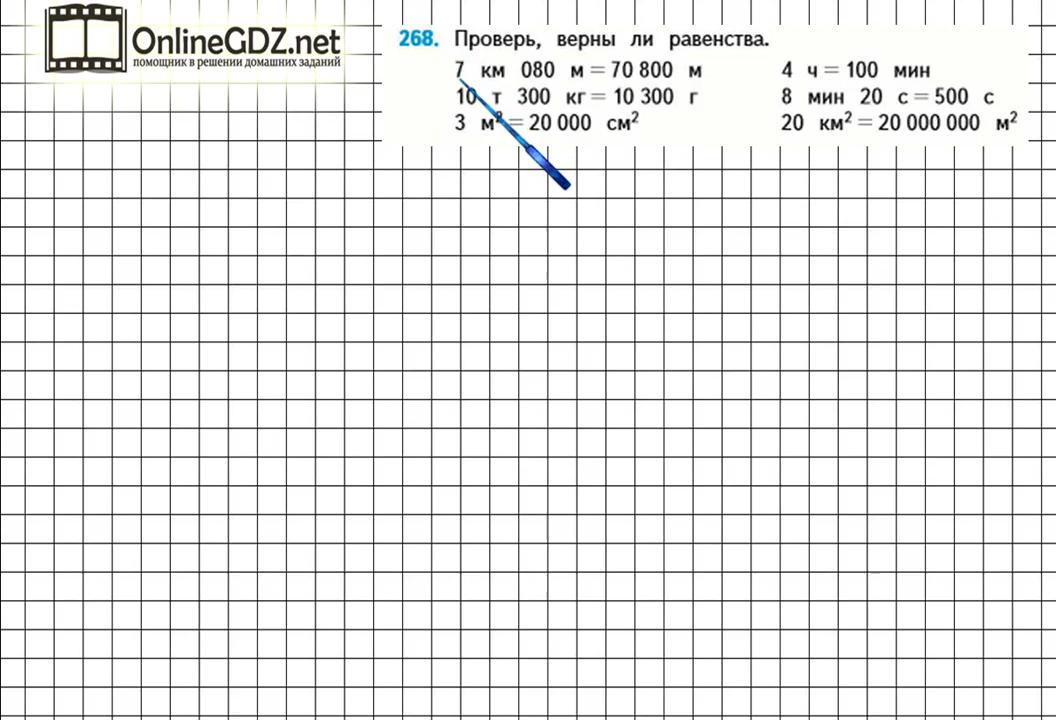 OnlineGDZ.net
помощник в решении домашних заданий
268. Проверь, верны ли равенства.
7 км 080 м = 70 800 м
10 т 300 кг = 10 300 г
3 м² = 20 000 см²
4 ч = 100 мин
8 мин 20 с = 500 с
20 км² = 20 000 000 м²